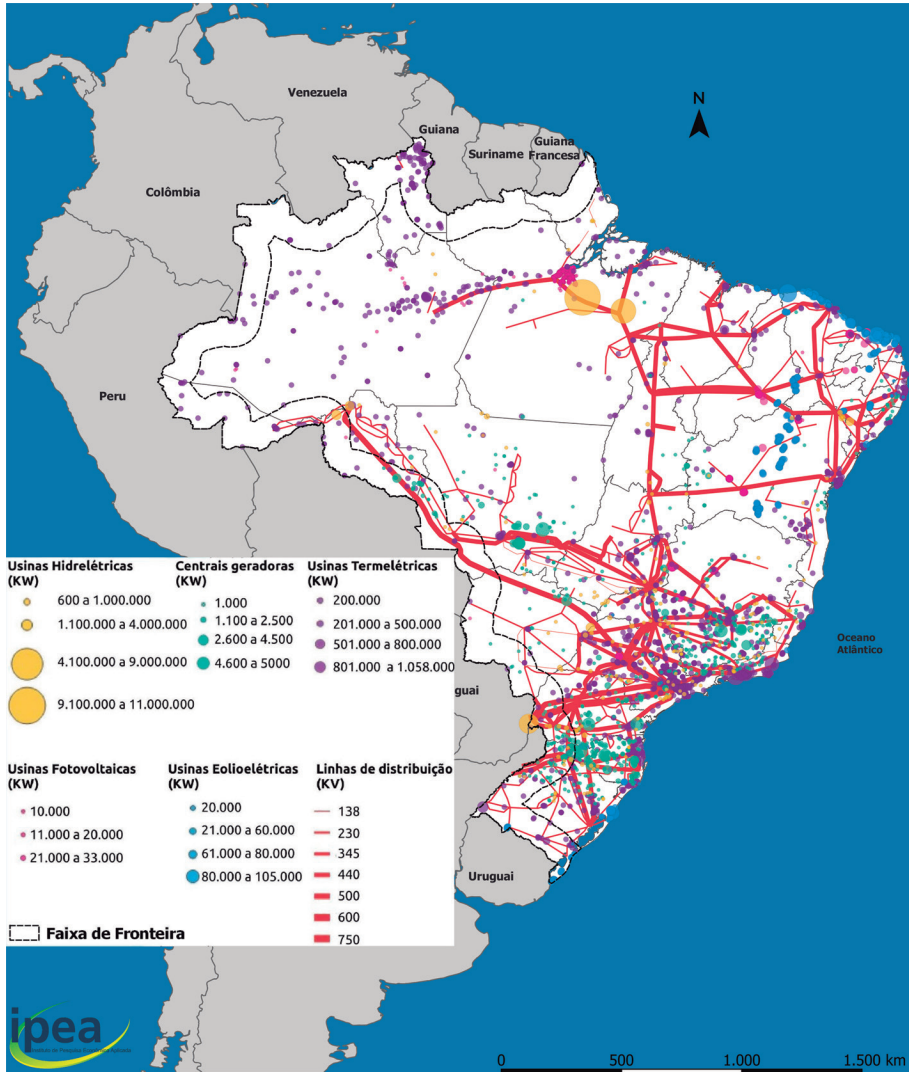 Venezuela
N
Guiana
Guiana
Francesa
Suriname
Colômbia
Peru
Usinas Hidrelétricas
(KW)
600 a 1.000.000
1.100.000 a 4.000.000
4.100.000 a 9.000.000
9.100.000 a 11.000.000
Centrais geradoras
(KW)
1.000
1.100 a 2.500
2.600 a 4.500
4.600 a 5000
Usinas Termelétricas
(KW)
200.000
201.000 a 500.000
501.000 a 800.000
801.000 a 1.058.000
Oceano
Atlântico
guai
Usinas Fotovoltaicas
(KW)
10.000
11.000 a 20.000
21.000 a 33.000
Usinas Eolioelétricas
(KW)
20.000
21.000 a 60.000
61.000 a 80.000
80.000 a 105.000
Linhas de distribuição
(KV)
138
230
345
440
500
600
750
Faixa de Fronteira
Uruguai
ipea
0 500 1.000 1.500 km